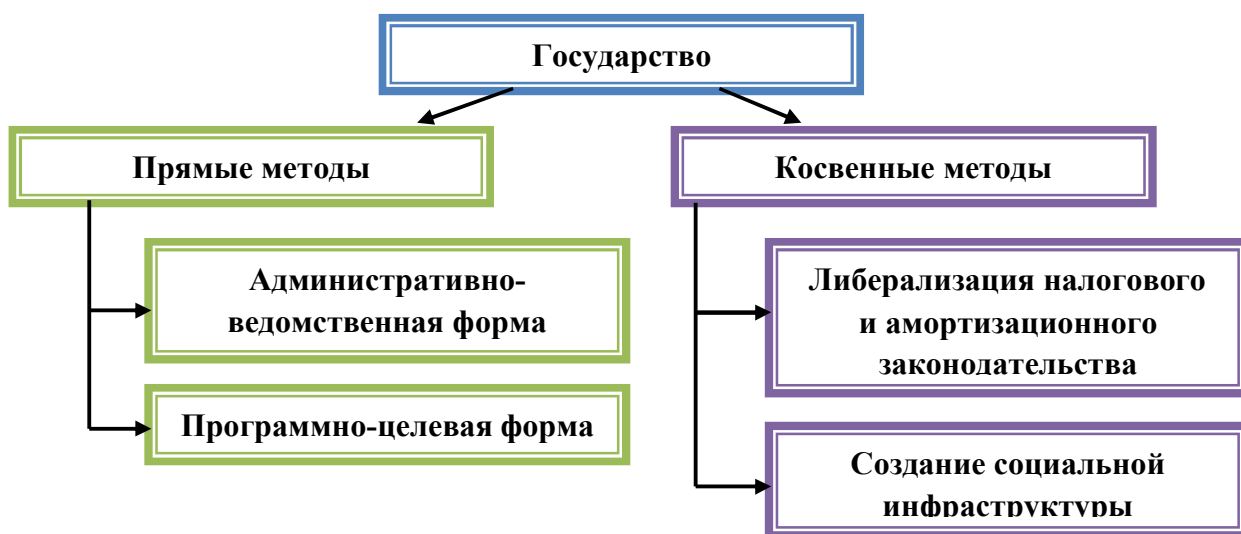 Государство
Прямые методы
Косвенные методы
Административно-
ведомственная форма
Программно-целевая форма
Либерализация налогового
и амортизационного
законодательства
Создание социальной
инфраструктуры